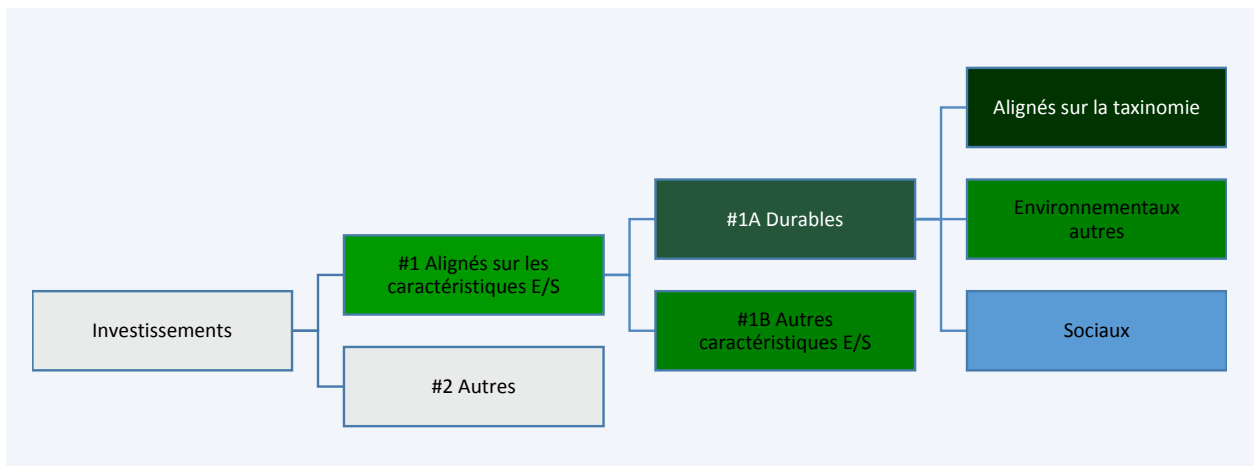 Investissements
#1 Alignés sur les
caractéristiques E/S
#2 Autres
#1A Durables
#1B Autres
caractéristiques E/S
Alignés sur la taxinomie
Environnementaux
autres
Sociaux